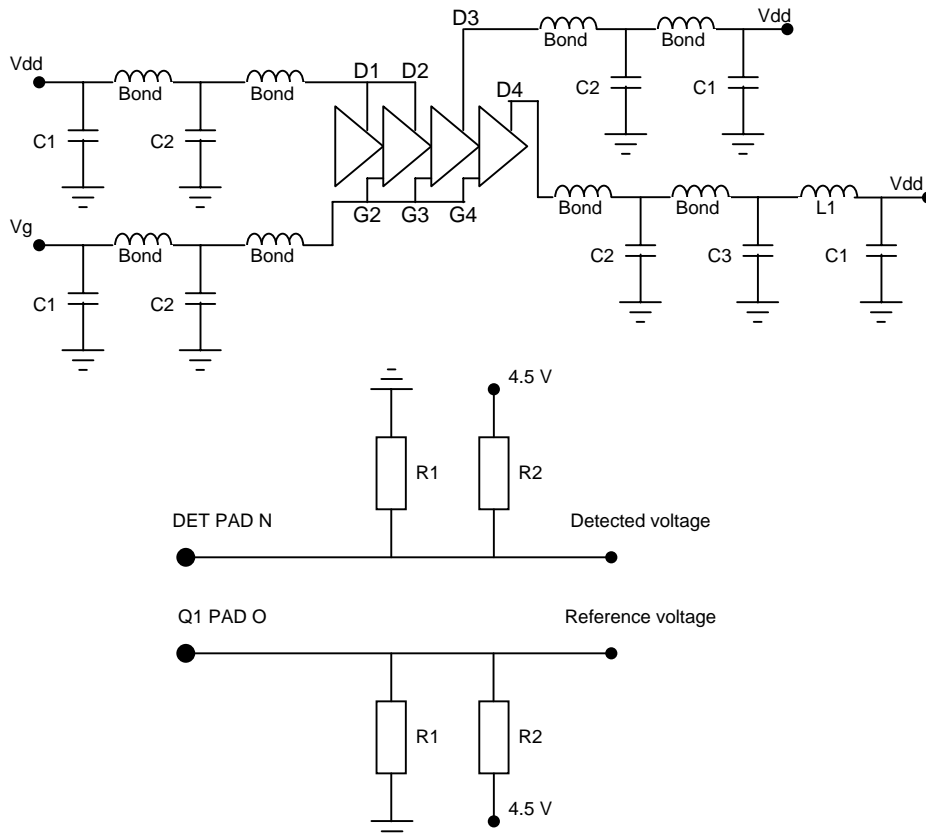 D3
Vdd
Bond
Bond
Vdd
D1
D2
C2
C1
Bond
Bond
D4
C1
C2
Vdd
Bond
Bond
L1
G2
G3
G4
Vg
Bond
Bond
C2
C3
C1
C1
C2
4.5 V
R1
R2
DET PAD N
Detected voltage
Q1 PAD O
Reference voltage
R1
R2
4.5 V